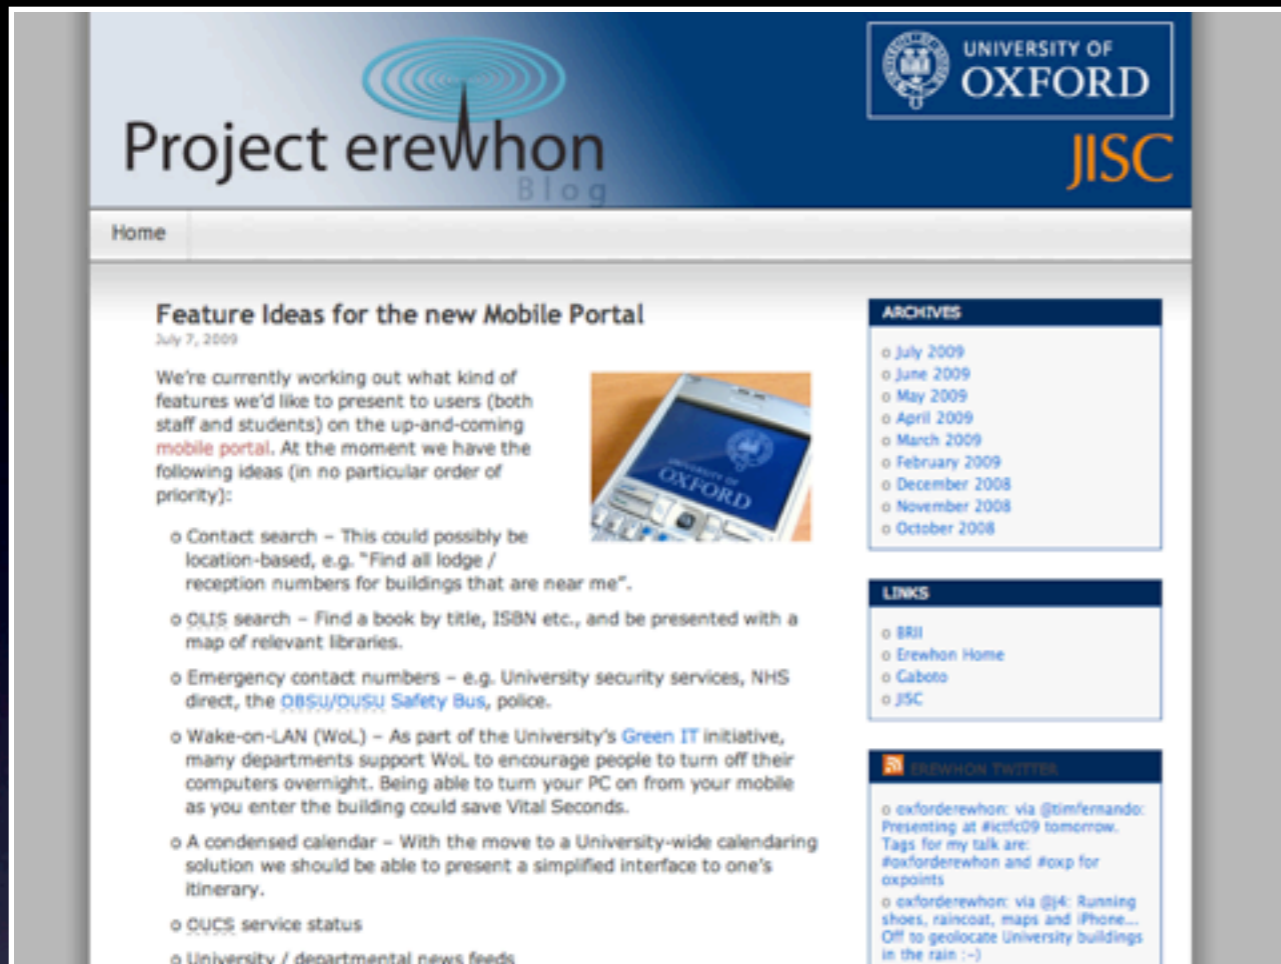 UNIVERSITY OF
OXFORD
JISC
Project erewhon
Blog
Home
Feature Ideas for the new Mobile Portal
July 7, 2009
We're currently working out what kind of
features we'd like to present to users (both
staff and students) on the up-and-coming
mobile portal. At the moment we have the
following ideas (in no particular order of
priority):
UNIVERSITY OF
OXFORD
o Contact search – This could possibly be
location-based, e.g. "Find all lodge /
reception numbers for buildings that are near me".
o OLIS search – Find a book by title, ISBN etc., and be presented with a
map of relevant libraries.
o Emergency contact numbers – e.g. University security services, NHS
direct, the OBSU/OUSU Safety Bus, police.
o Wake-on-LAN (WoL) – As part of the University's Green IT initiative,
many departments support WoL to encourage people to turn off their
computers overnight. Being able to turn your PC on from your mobile
as you enter the building could save Vital Seconds.
o A condensed calendar – With the move to a University-wide calendaring
solution we should be able to present a simplified interface to one's
itinerary.
o OUCS service status
o University / departmental news feeds
ARCHIVES
o July 2009
o June 2009
o May 2009
o April 2009
o March 2009
o February 2009
o December 2008
o November 2008
o October 2008
LINKS
o BRII
o Erewhon Home
o Gaboto
o JISC
EREWHON TWITTER
o oxforderewhon: via @timfernando:
Presenting at #ictfc09 tomorrow.
Tags for my talk are:
#oxforderewhon and #oxp for
oxpoints
o oxforderewhon: via @j4: Running
shoes, raincoat, maps and iPhone...
Off to geolocate University buildings
in the rain :-)